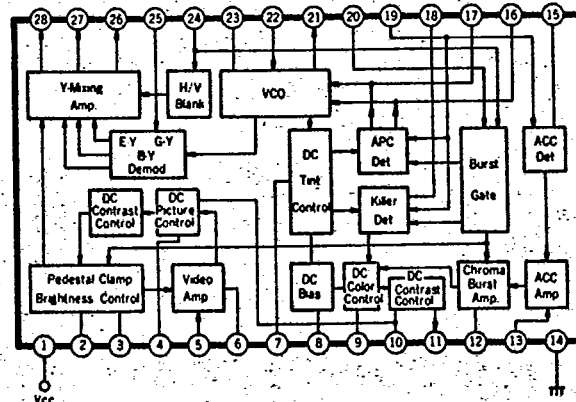 28 27 26 25 24 23 22 21 20 19 18 17 16 15
Y-Mixing
Amp.
H/V
Blank
VCO
R-Y G-Y
B-Y
Demod
DC
Tint
Control
APC
Det
Killer
Det
Burst
Gate
ACC
Det
DC
Contrast
Control
DC
Picture
Control
Pedestal Clamp
Brightness Control
Video
Amp
DC
Bias
DC
Color
Control
DC
Contrast
Control
Chroma
Burst
Amp.
ACC
Amp
1 2 3 4 5 6 7 8 9 10 11 12 13 14
Vcc